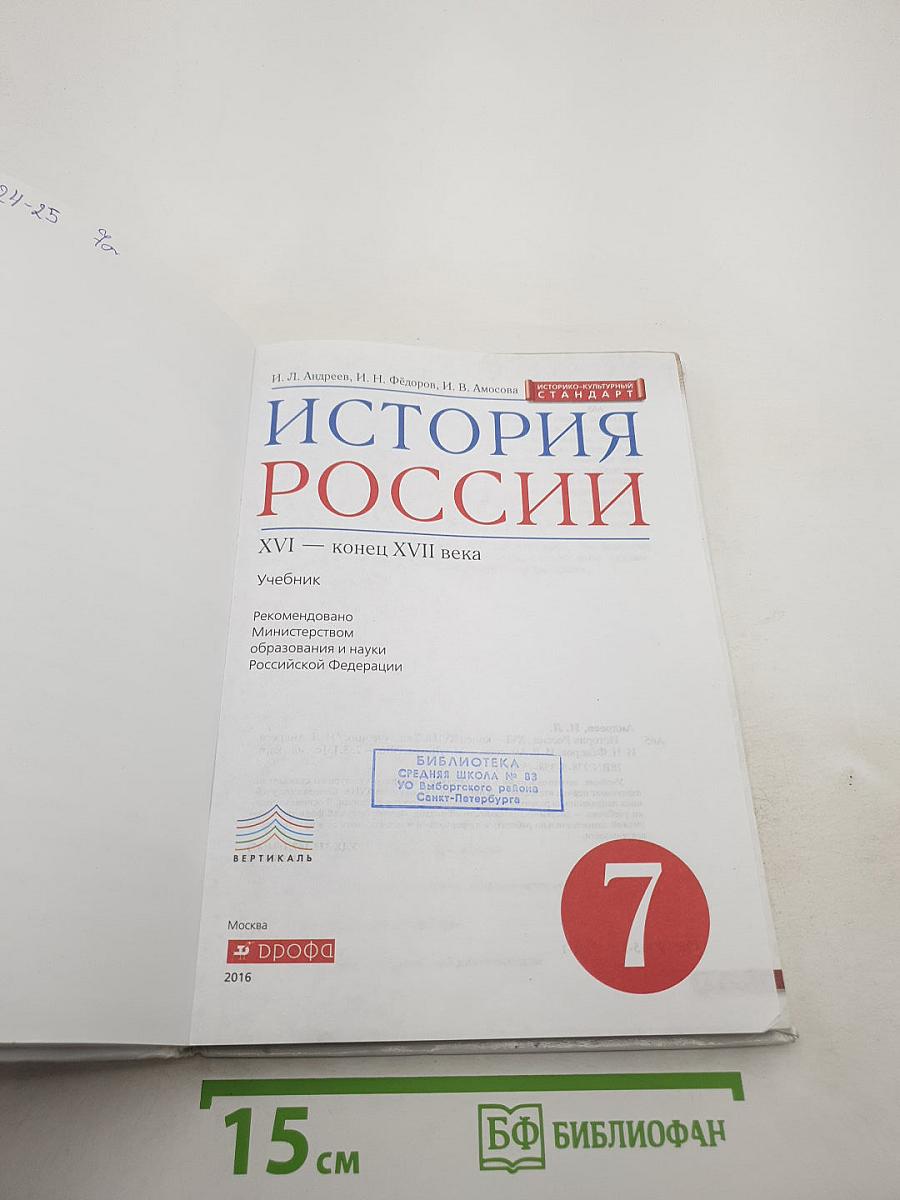 24-25 7а
И. Л. Андреев, И. Н. Фёдоров, И. В. Амосова
ИСТОРИКО-КУЛЬТУРНЫЙ
СТАНДАРТ
ИСТОРИЯ
РОССИИ
XVI — конец XVII века
Учебник
Рекомендовано
Министерством
образования и науки
Российской Федерации
БИБЛИОТЕКА
СРЕДНЯЯ ШКОЛА № 83
УО Выборгского района
Санкт-Петербурга
ВЕРТИКАЛЬ
7
Москва
дрофа
2016
15 см
БФ БИБЛИОФАН